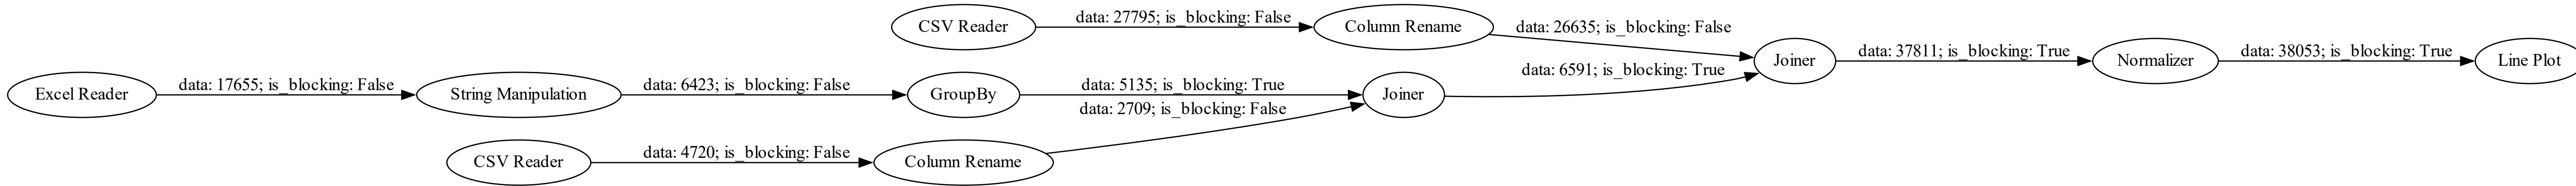 CSV Reader
data: 27795; is_blocking: False
Column Rename
data: 26635; is_blocking: False
Joiner
data: 37811; is_blocking: True
Normalizer
data: 38053; is_blocking: True
Line Plot
Excel Reader
data: 17655; is_blocking: False
String Manipulation
data: 6423; is_blocking: False
GroupBy
data: 5135; is_blocking: True
Joiner
data: 6591; is_blocking: True
CSV Reader
data: 4720; is_blocking: False
Column Rename
data: 2709; is_blocking: False